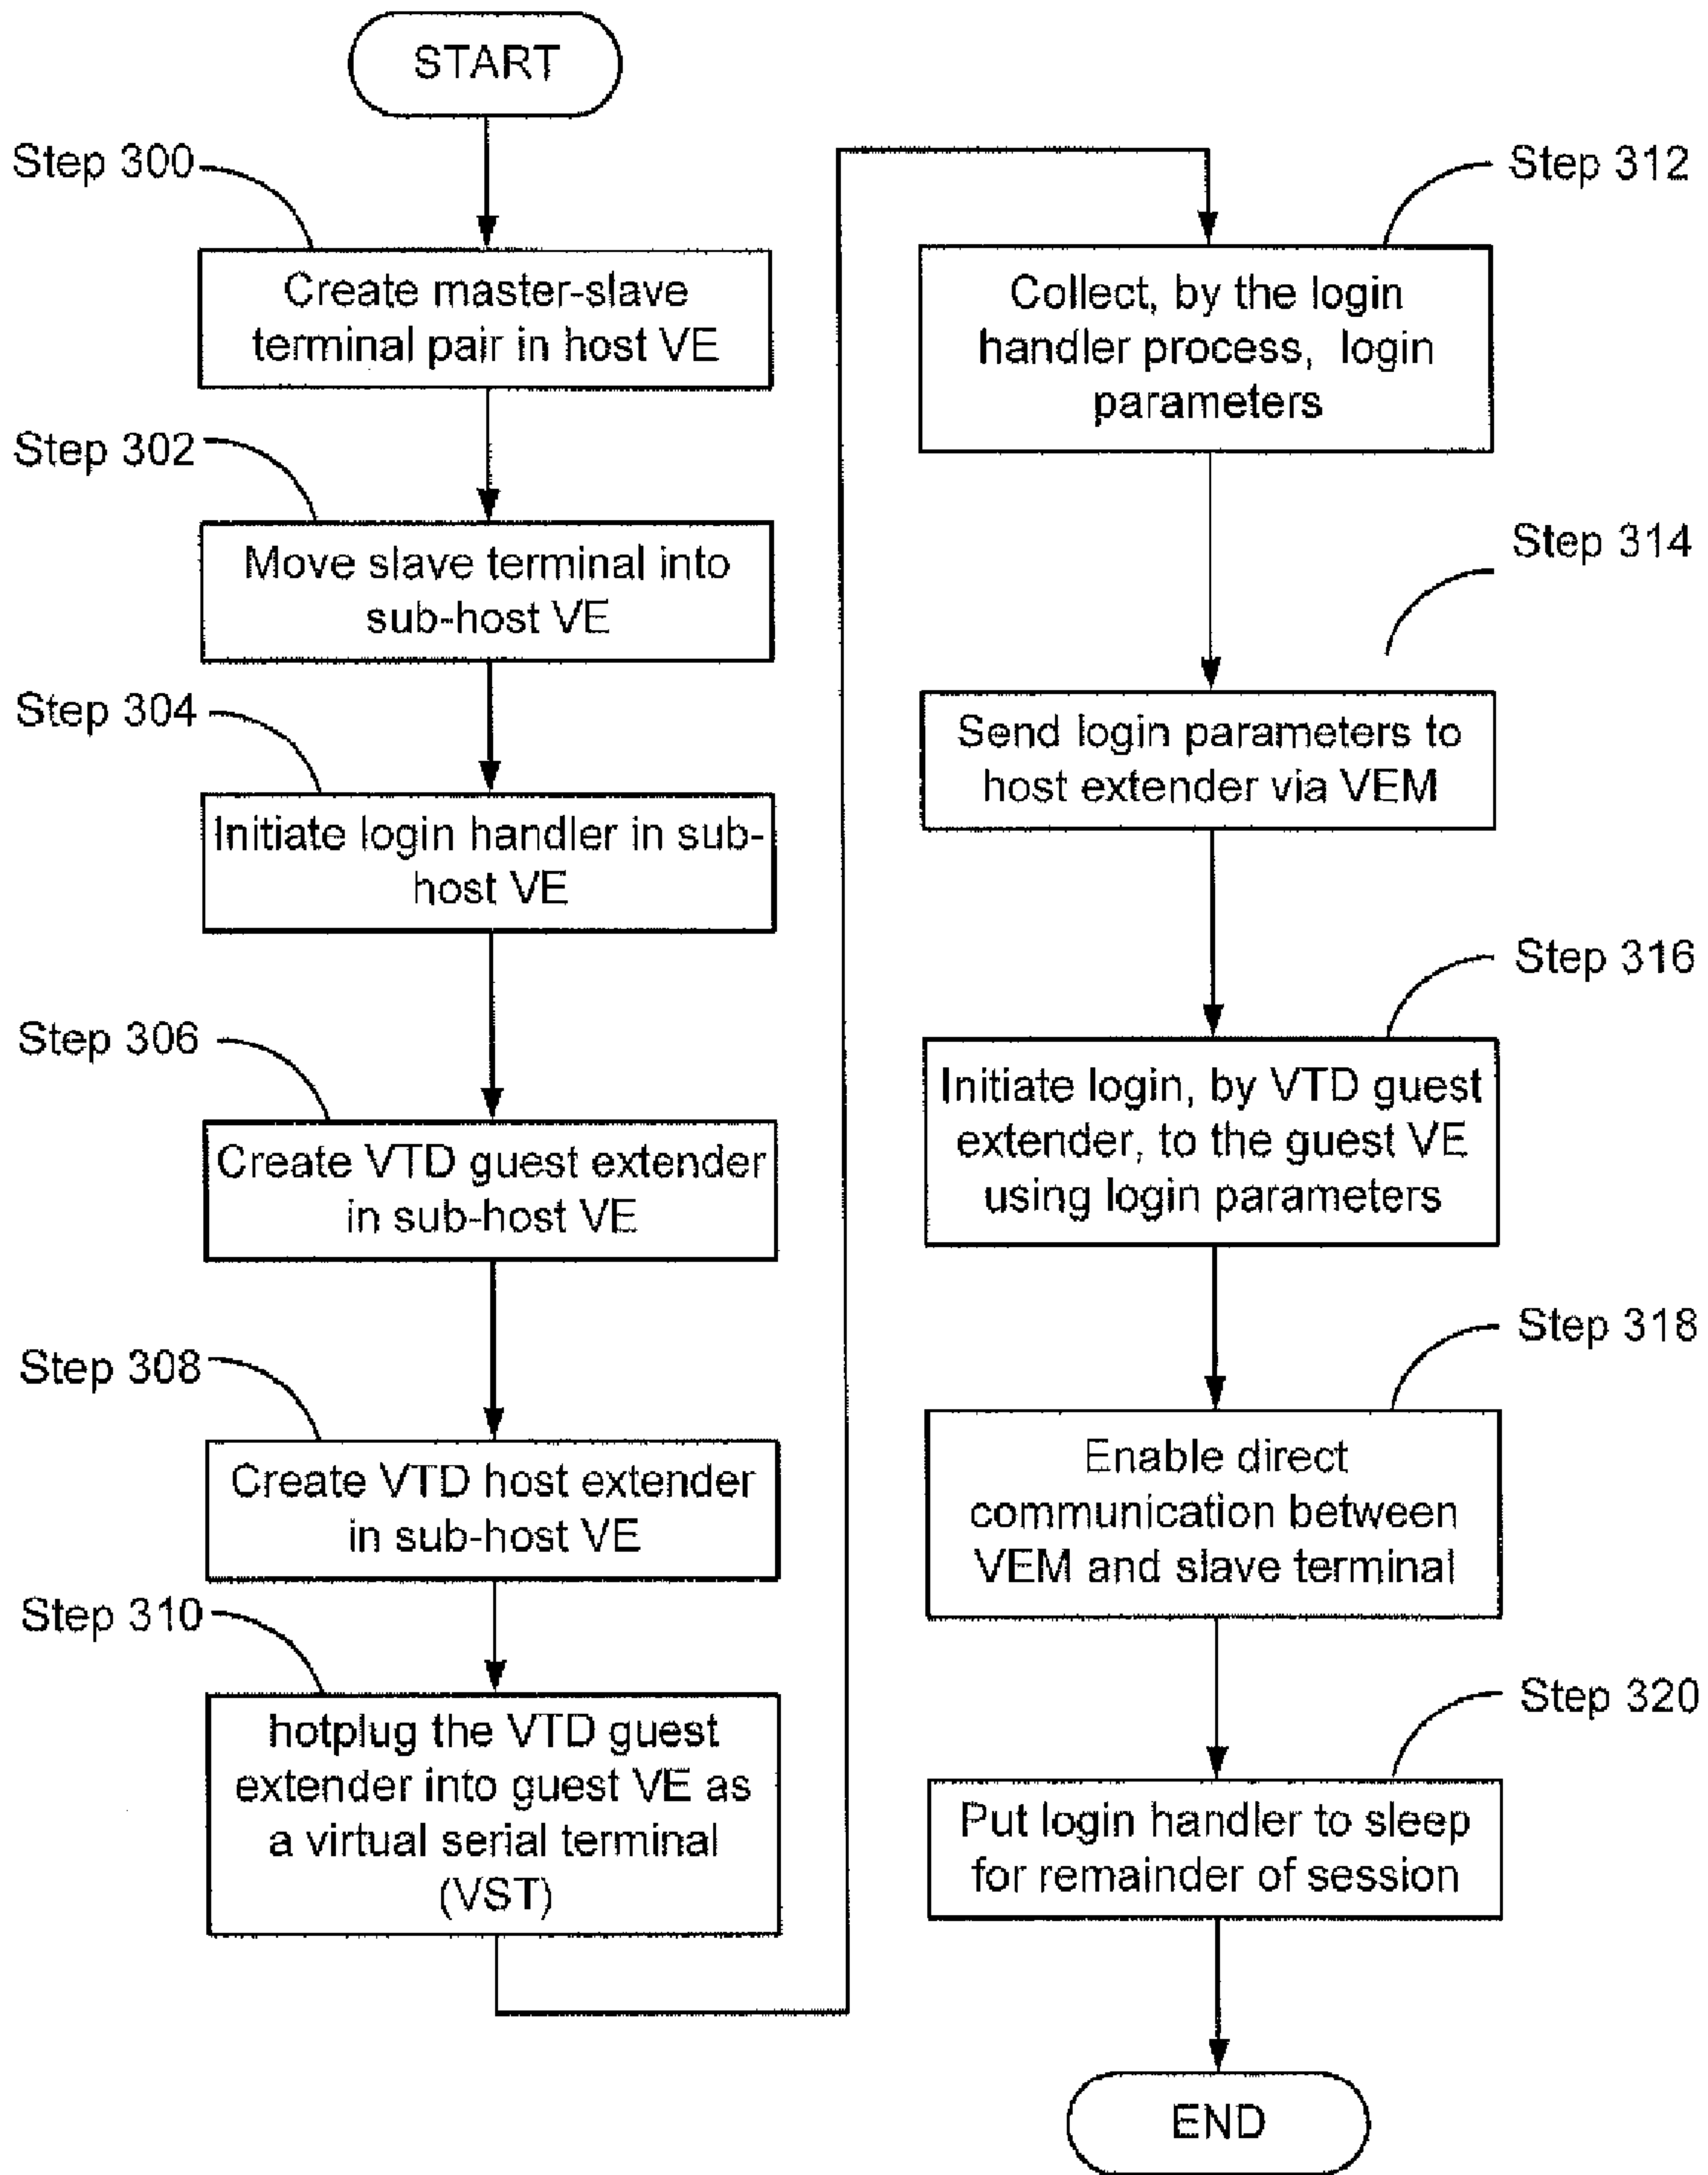 START
Step 300
Create master-slave
terminal pair in host VE
Step 302
Move slave terminal into
sub-host VE
Step 304
Initiate login handler in sub-
host VE
Step 306
Create VTD guest extender
in sub-host VE
Step 308
Create VTD host extender
in sub-host VE
Step 310
hotplug the VTD guest
extender into guest VE as
a virtual serial terminal
(VST)
Step 312
Collect, by the login
handler process, login
parameters
Step 314
Send login parameters to
host extender via VEM
Step 316
Initiate login, by VTD guest
extender, to the guest VE
using login parameters
Step 318
Enable direct
communication between
VEM and slave terminal
Step 320
Put login handler to sleep
for remainder of session
END